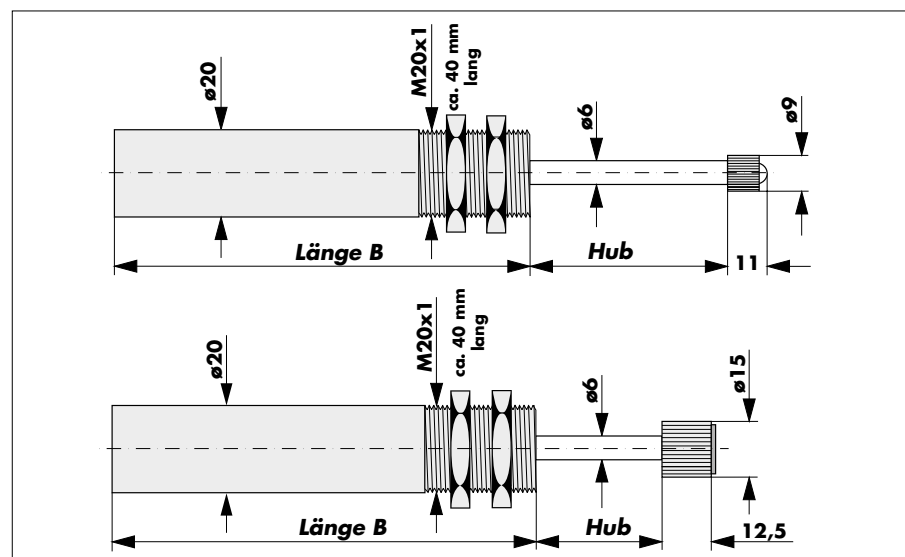 ø20
M20x1
ca. 40 mm
lang
ø6
ø9
Länge B
Hub
11
ø20
M20x1
ca. 40 mm
lang
ø6
ø15
Länge B
Hub
12,5